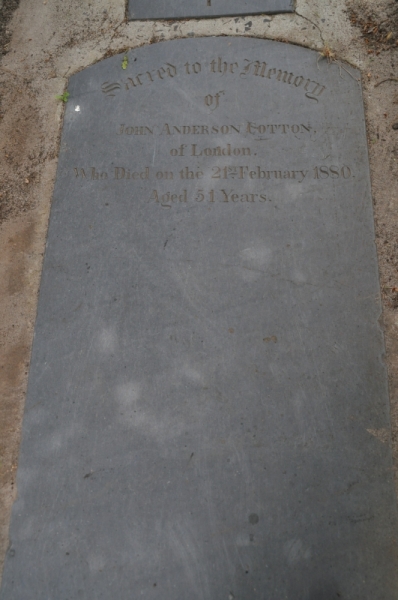 Sacred to the Memory
of
JOHN ANDERSON COTTON,
of London.
Who Died on the 21st February 1880.
Aged 54 Years.